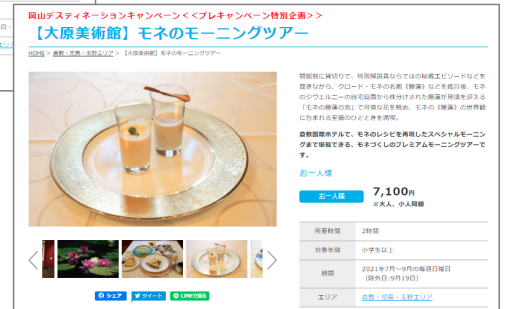 岡山デスティネーションキャンペーン<<プレキャンペーン特別企画>>
【大原美術館】モネのモーニングツアー
HOME > 倉敷・児島・玉野エリア > 【大原美術館】モネのモーニングツアー
開館前に貸切りで、特別解説員ならではの秘蔵エピソードなどを
聞きながら、クロード・モネの名画《睡蓮》などを鑑賞後、モネ
のジヴェルニーの自宅庭園から株分けされた睡蓮が見頃を迎える
「モネの睡蓮の池」で可憐な花を眺め、モネの《睡蓮》の世界観
に包まれる至福のひとときを満喫。
倉敷国際ホテルで、モネのレシピを再現したスペシャルモーニン
グまで堪能できる、モネづくしのプレミアムモーニングツアーで
す。
お一人様
お一人様 7,100円
※大人、小人同額
所要時間 2時間
対象年齢 小学生以上
期間 2021年7月~9月の毎日曜日
(除外日:9月19日)
エリア 倉敷・児島・玉野エリア
シェア ツイート LINEで送る